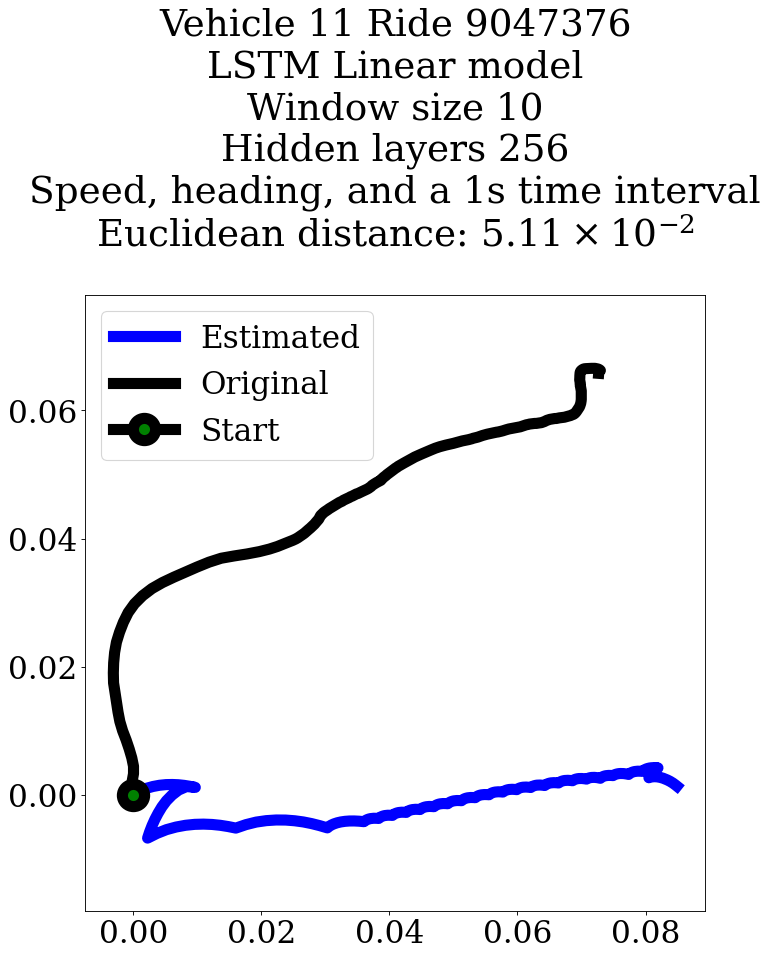 Vehicle 11 Ride 9047376
LSTM Linear model
Window size 10
Hidden layers 256
Speed, heading, and a 1s time interval
Euclidean distance: 5.11 × 10⁻²
Estimated
Original
Start
0.06
0.04
0.02
0.00
0.00 0.02 0.04 0.06 0.08